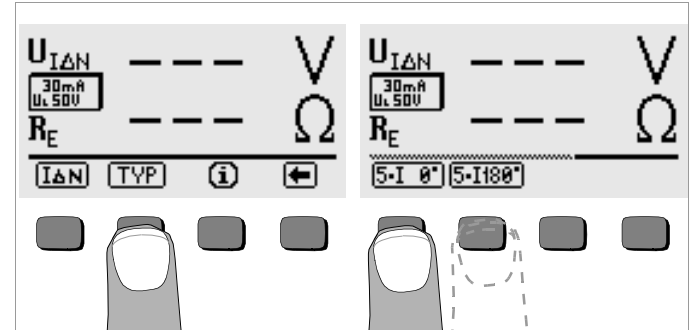 UIΔN — — — V
30mA
UL 50V
RE — — — Ω
IΔN TYP i ←
UIΔN — — — V
30mA
UL 50V
RE — — — Ω
5•I 0° 5•I180°